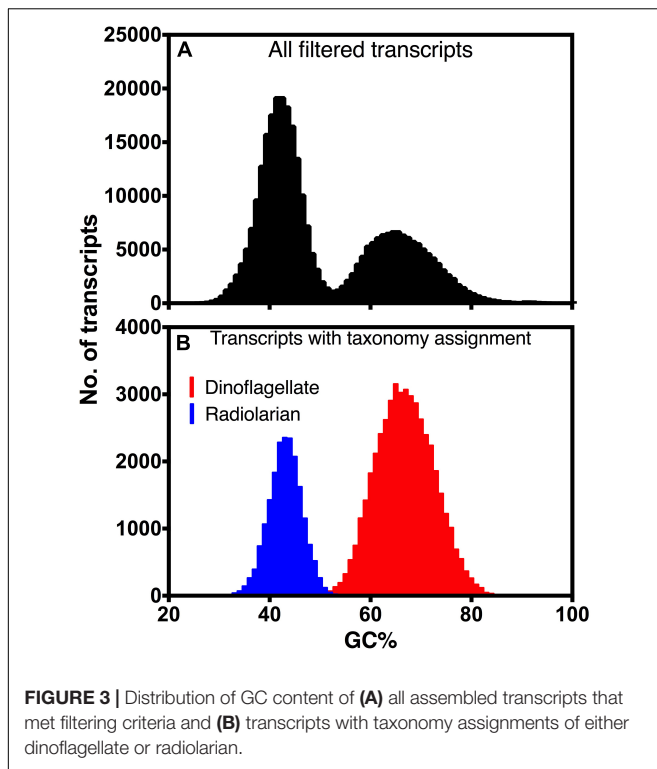 25000
A All filtered transcripts
20000
15000
10000
5000
0
No. of transcripts
4000
B Transcripts with taxonomy assignment
Dinoflagellate
Radiolarian
3000
2000
1000
0
20 40 60 80 100
GC%
FIGURE 3 | Distribution of GC content of (A) all assembled transcripts that
met filtering criteria and (B) transcripts with taxonomy assignments of either
dinoflagellate or radiolarian.